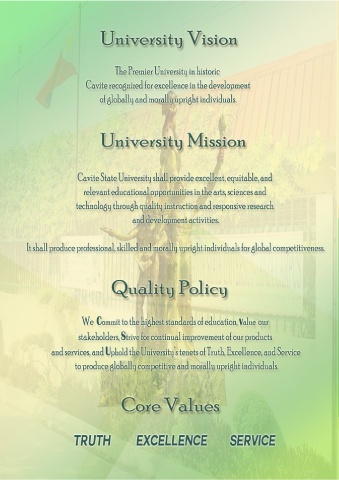 University Vision
The Premier University in historic
Cavite recognized for excellence in the development
of globally and morally upright individuals.
University Mission
Cavite State University shall provide excellent, equitable, and
relevant educational opportunities in the arts, sciences and
technology through quality instruction and responsive research
and development activities.
It shall produce professional, skilled and morally upright individuals for global competitiveness.
Quality Policy
We Commit to the highest standards of education, Value our
stakeholders, Strive for continual improvement of our products
and services, and Uphold the University's tenets of Truth, Excellence, and Service
to produce globally competitive and morally upright individuals.
Core Values
TRUTH EXCELLENCE SERVICE